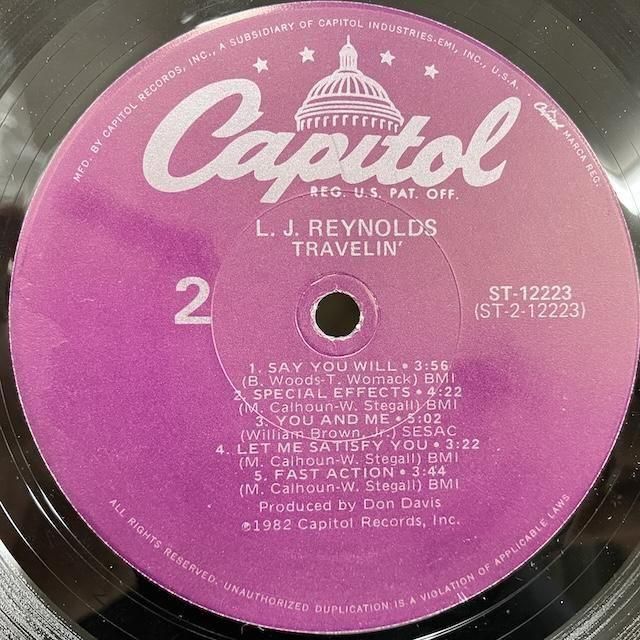 MFD. BY CAPITOL RECORDS, INC., A SUBSIDIARY OF CAPITOL INDUSTRIES-EMI, INC., U.S.A. • Capitol MARCA REG.
Capitol
REG. U.S. PAT. OFF.
L. J. REYNOLDS
TRAVELIN'
2
ST-12223
(ST-2-12223)
1. SAY YOU WILL • 3:56
(B. Woods-T. Womack) BMI
2. SPECIAL EFFECTS • 4:22
(M. Calhoun-W. Stegall) BMI
3. YOU AND ME • 5:02
(William Brown, Jr.) SESAC
4. LET ME SATISFY YOU • 3:22
(M. Calhoun-W. Stegall) BMI
5. FAST ACTION • 3:44
(M. Calhoun-W. Stegall) BMI
Produced by Don Davis
℗1982 Capitol Records, Inc.
ALL RIGHTS RESERVED. UNAUTHORIZED DUPLICATION IS A VIOLATION OF APPLICABLE LAWS